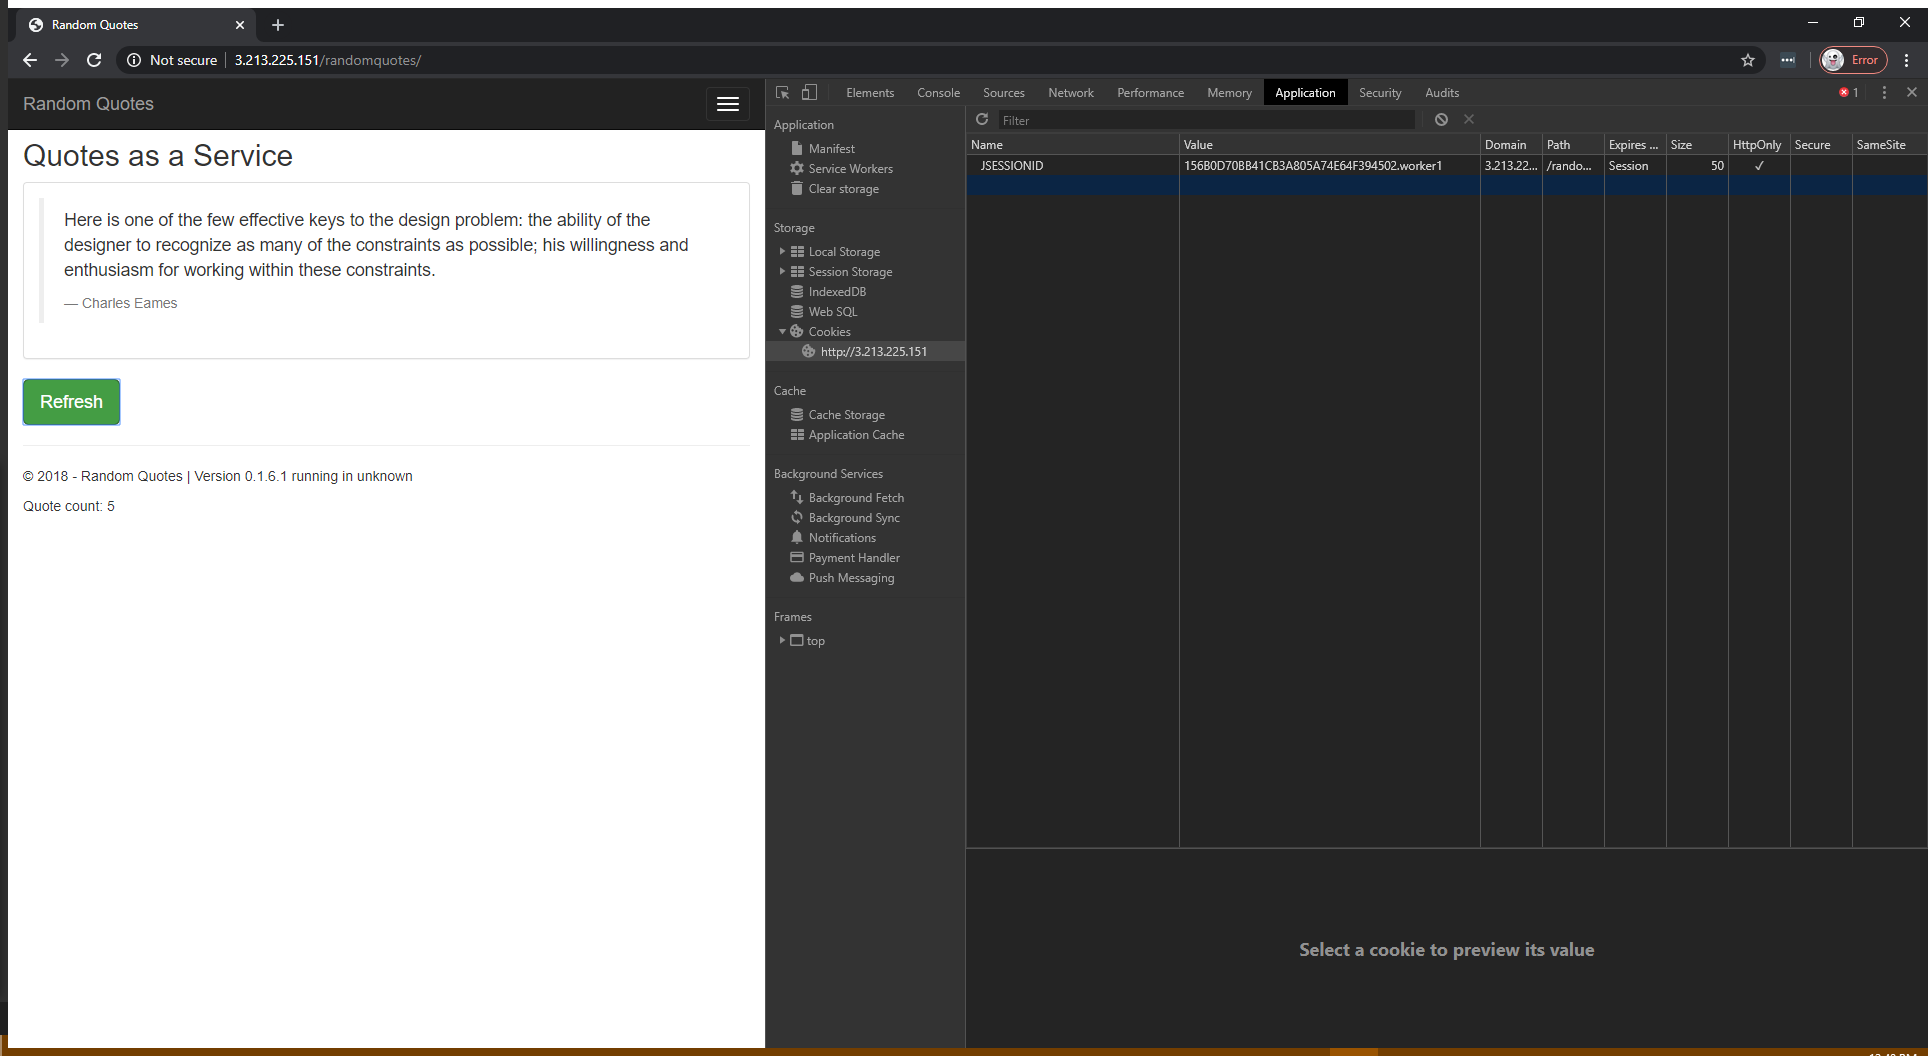 Random Quotes
Not secure
3.213.225.151/randomquotes/
Error
Random Quotes
Quotes as a Service
Here is one of the few effective keys to the design problem: the ability of the
designer to recognize as many of the constraints as possible; his willingness and
enthusiasm for working within these constraints.
— Charles Eames
Refresh
© 2018 - Random Quotes | Version 0.1.6.1 running in unknown
Quote count: 5
Elements Console Sources Network Performance Memory Application Security Audits 1
Application
Manifest
Service Workers
Clear storage
Storage
Local Storage
Session Storage
IndexedDB
Web SQL
Cookies
http://3.213.225.151
Cache
Cache Storage
Application Cache
Background Services
Background Fetch
Background Sync
Notifications
Payment Handler
Push Messaging
Frames
top
Filter
Name Value Domain Path Expires ... Size HttpOnly Secure SameSite
JSESSIONID 156B0D70BB41CB3A805A74E64F394502.worker1 3.213.22... /rando... Session 50 ✓
Select a cookie to preview its value